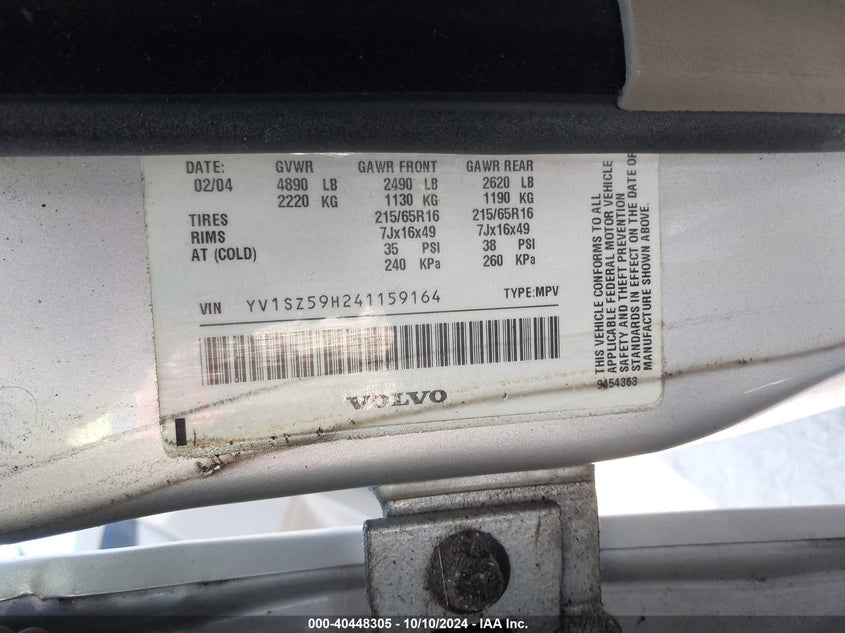 DATE: GVWR GAWR FRONT GAWR REAR
02/04 4890 LB 2490 LB 2620 LB
2220 KG 1130 KG 1190 KG
TIRES 215/65R16 215/65R16
RIMS 7Jx16x49 7Jx16x49
AT (COLD) 35 PSI 38 PSI
240 KPa 260 KPa
VIN YV1SZ59H241159164 TYPE:MPV
VOLVO
THIS VEHICLE CONFORMS TO ALL
APPLICABLE FEDERAL MOTOR VEHICLE
SAFETY AND THEFT PREVENTION
STANDARDS IN EFFECT ON THE DATE OF
MANUFACTURE SHOWN ABOVE.
9454363
000-40448305 - 10/10/2024 - IAA Inc.